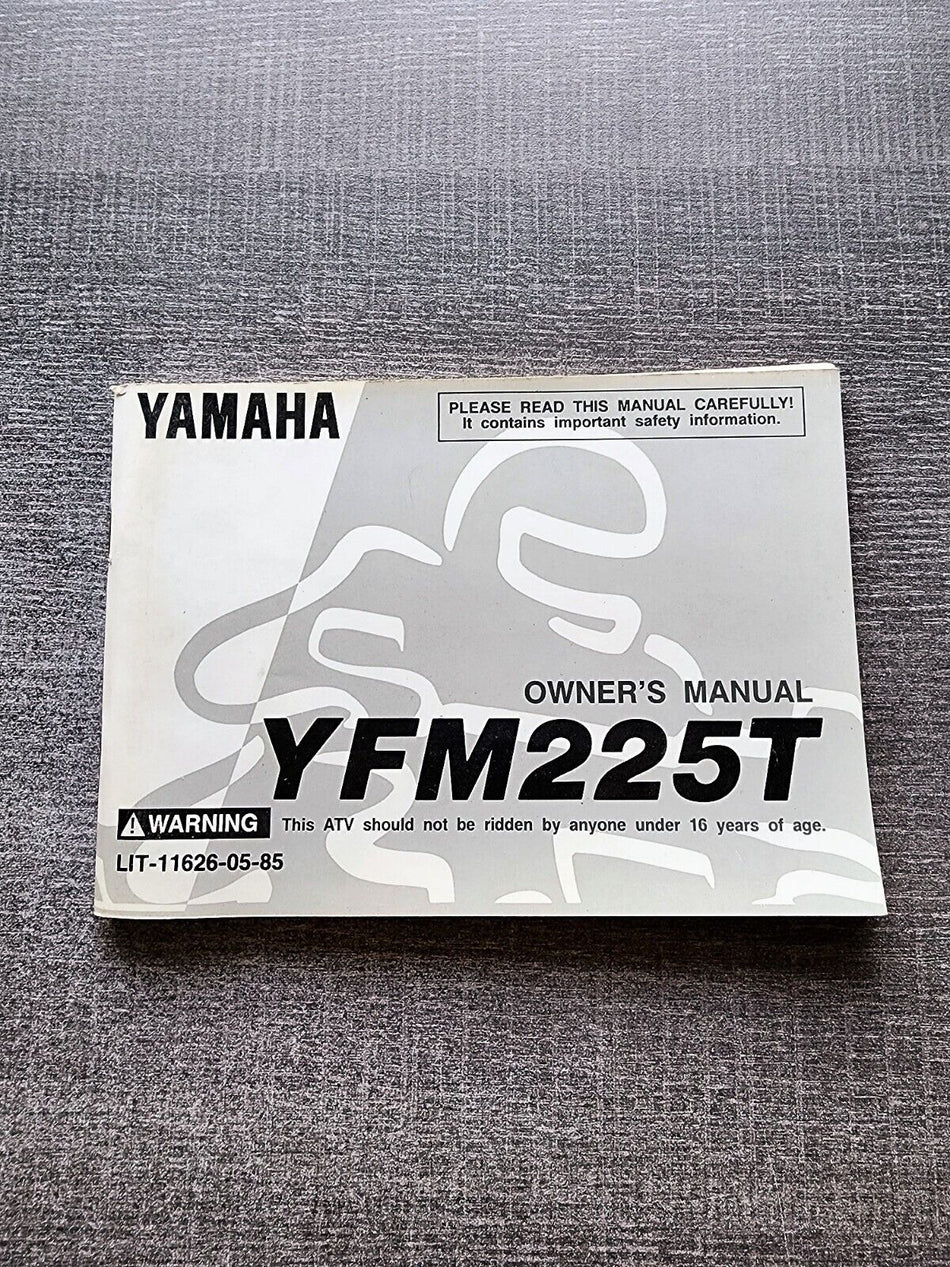 YAMAHA
PLEASE READ THIS MANUAL CAREFULLY!
It contains important safety information.
OWNER'S MANUAL
YFM225T
WARNING This ATV should not be ridden by anyone under 16 years of age.
LIT-11626-05-85